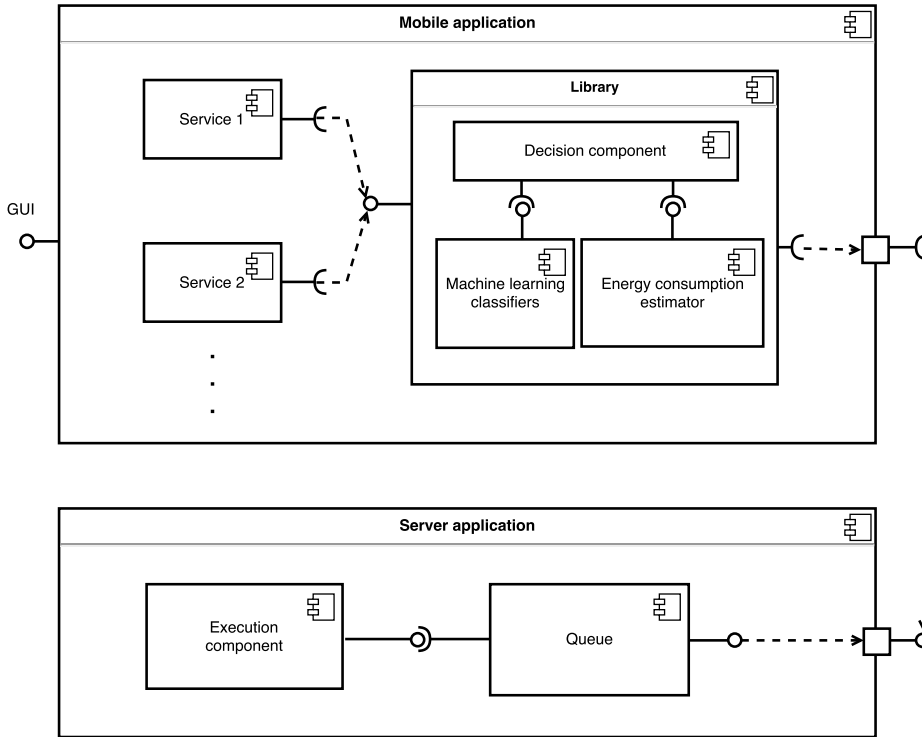 Mobile application
Library
Service 1
Decision component
GUI
Service 2
Machine learning
classifiers
Energy consumption
estimator
Server application
Execution
component
Queue